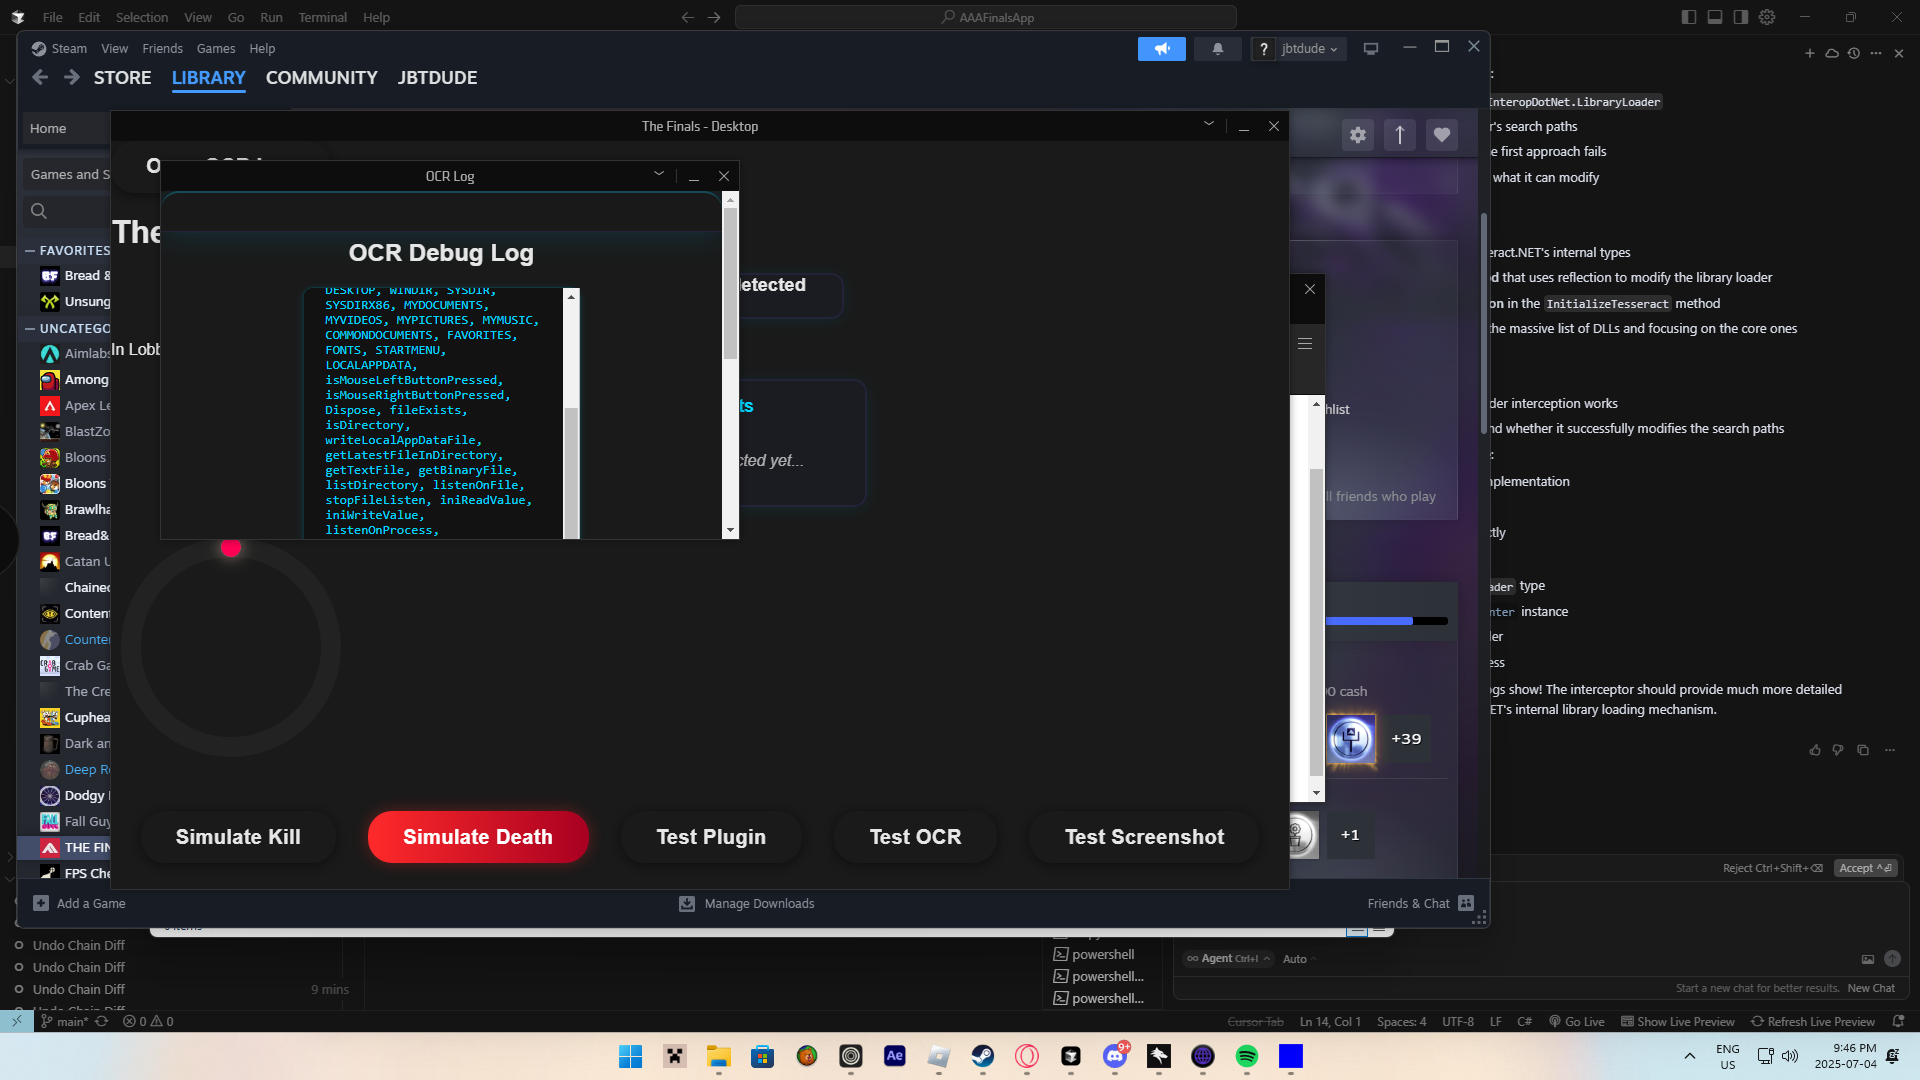 File Edit Selection View Go Run Terminal Help
AAAFinalsApp
Steam View Friends Games Help
jbtdude
STORE LIBRARY COMMUNITY JBTDUDE
Home
Games and S
FAVORITES
Bread &
Unsung
UNCATEGO
Aimlabs
Among
Apex Le
BlastZo
Bloons
Bloons
Brawlha
Bread&
Catan U
Chained
Content
Counte
Crab Ga
The Cre
Cuphea
Dark an
Deep R
Dodgy
Fall Guy
THE FIN
FPS Che
The Finals - Desktop
The
In Lobb
OCR Log
OCR Debug Log
DESKTOP, WINDIR, SYSDIR,
SYSDIRX86, MYDOCUMENTS,
MYVIDEOS, MYPICTURES, MYMUSIC,
COMMONDOCUMENTS, FAVORITES,
FONTS, STARTMENU,
LOCALAPPDATA,
isMouseLeftButtonPressed,
isMouseRightButtonPressed,
Dispose, fileExists,
isDirectory,
writeLocalAppDataFile,
getLatestFileInDirectory,
getTextFile, getBinaryFile,
listDirectory, listenOnFile,
stopFileListen, iniReadValue,
iniWriteValue,
listenOnProcess,
etected
ts
cted yet...
Simulate Kill
Simulate Death
Test Plugin
Test OCR
Test Screenshot
hlist
ll friends who play
00 cash
+39
+1
Add a Game
Manage Downloads
Friends & Chat
InteropDotNet.LibraryLoader
r's search paths
e first approach fails
what it can modify
eract.NET's internal types
d that uses reflection to modify the library loader
on in the InitializeTesseract method
the massive list of DLLs and focusing on the core ones
der interception works
nd whether it successfully modifies the search paths
mplementation
ctly
ader type
nter instance
ler
ess
ogs show! The interceptor should provide much more detailed
ET's internal library loading mechanism.
Reject Ctrl+Shift+⌫ Accept ^⏎
Undo Chain Diff
Undo Chain Diff
Undo Chain Diff
9 mins
powershell
powershell...
powershell...
Agent Ctrl+I
Auto
Start a new chat for better results. New Chat
main* 0 0
Cursor Tab Ln 14, Col 1 Spaces: 4 UTF-8 LF C# Go Live Show Live Preview Refresh Live Preview
Ae
9+
ENG
US
9:46 PM
2025-07-04